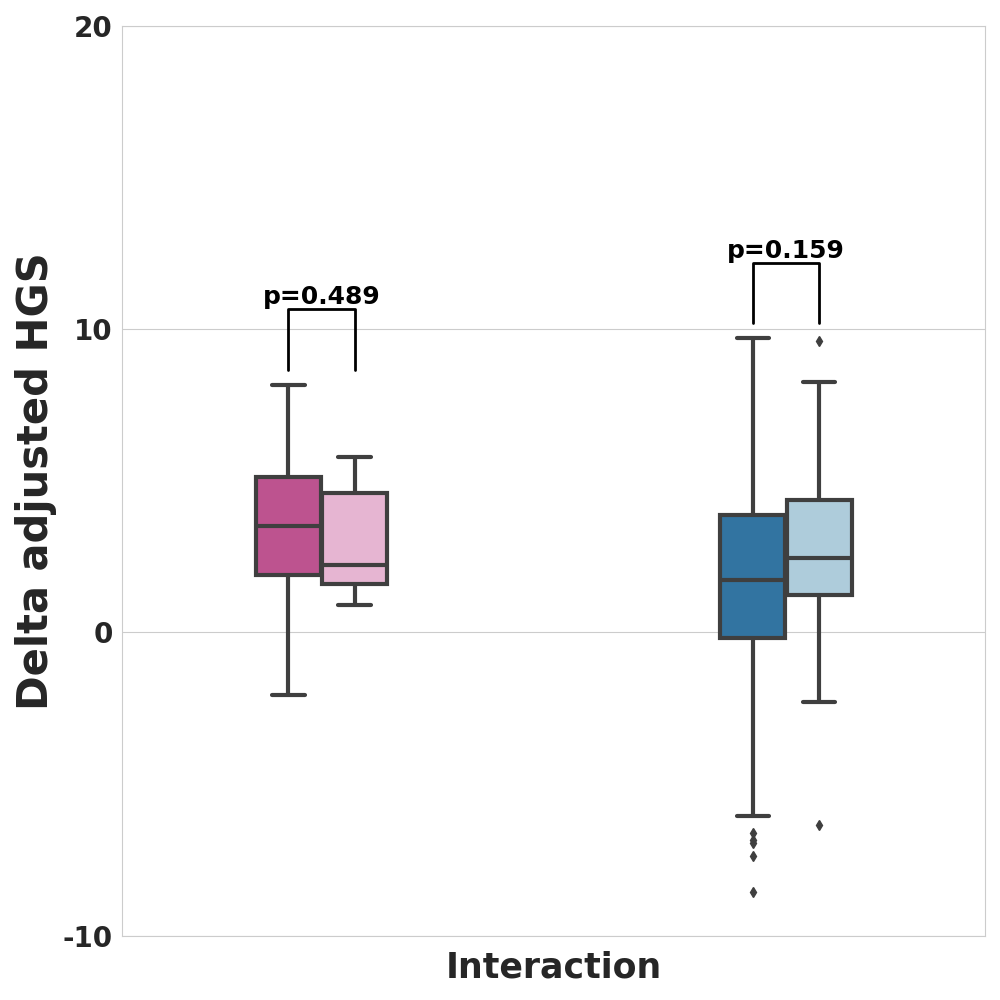 20
p=0.159
p=0.489
10
Delta adjusted HGS
0
-10
Interaction